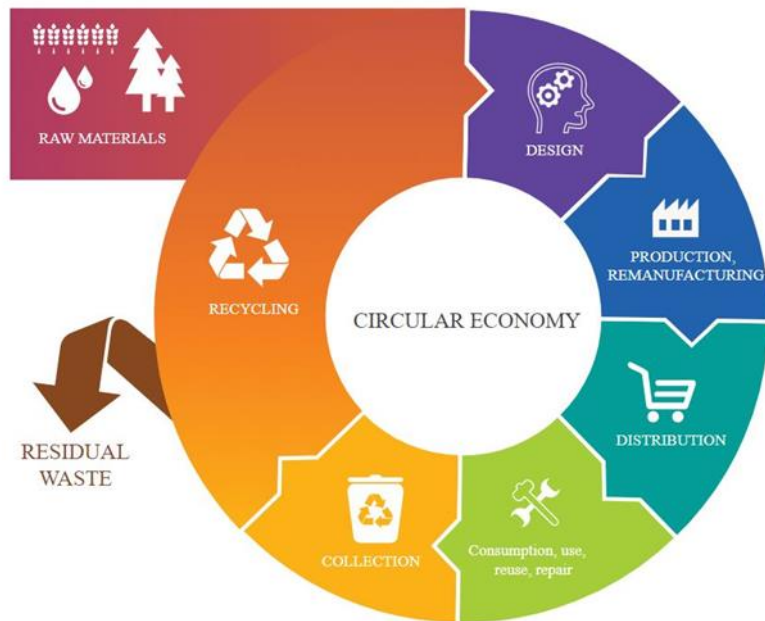 RAW MATERIALS
DESIGN
PRODUCTION,
REMANUFACTURING
RECYCLING
CIRCULAR ECONOMY
DISTRIBUTION
RESIDUAL
WASTE
COLLECTION
Consumption, use,
reuse, repair